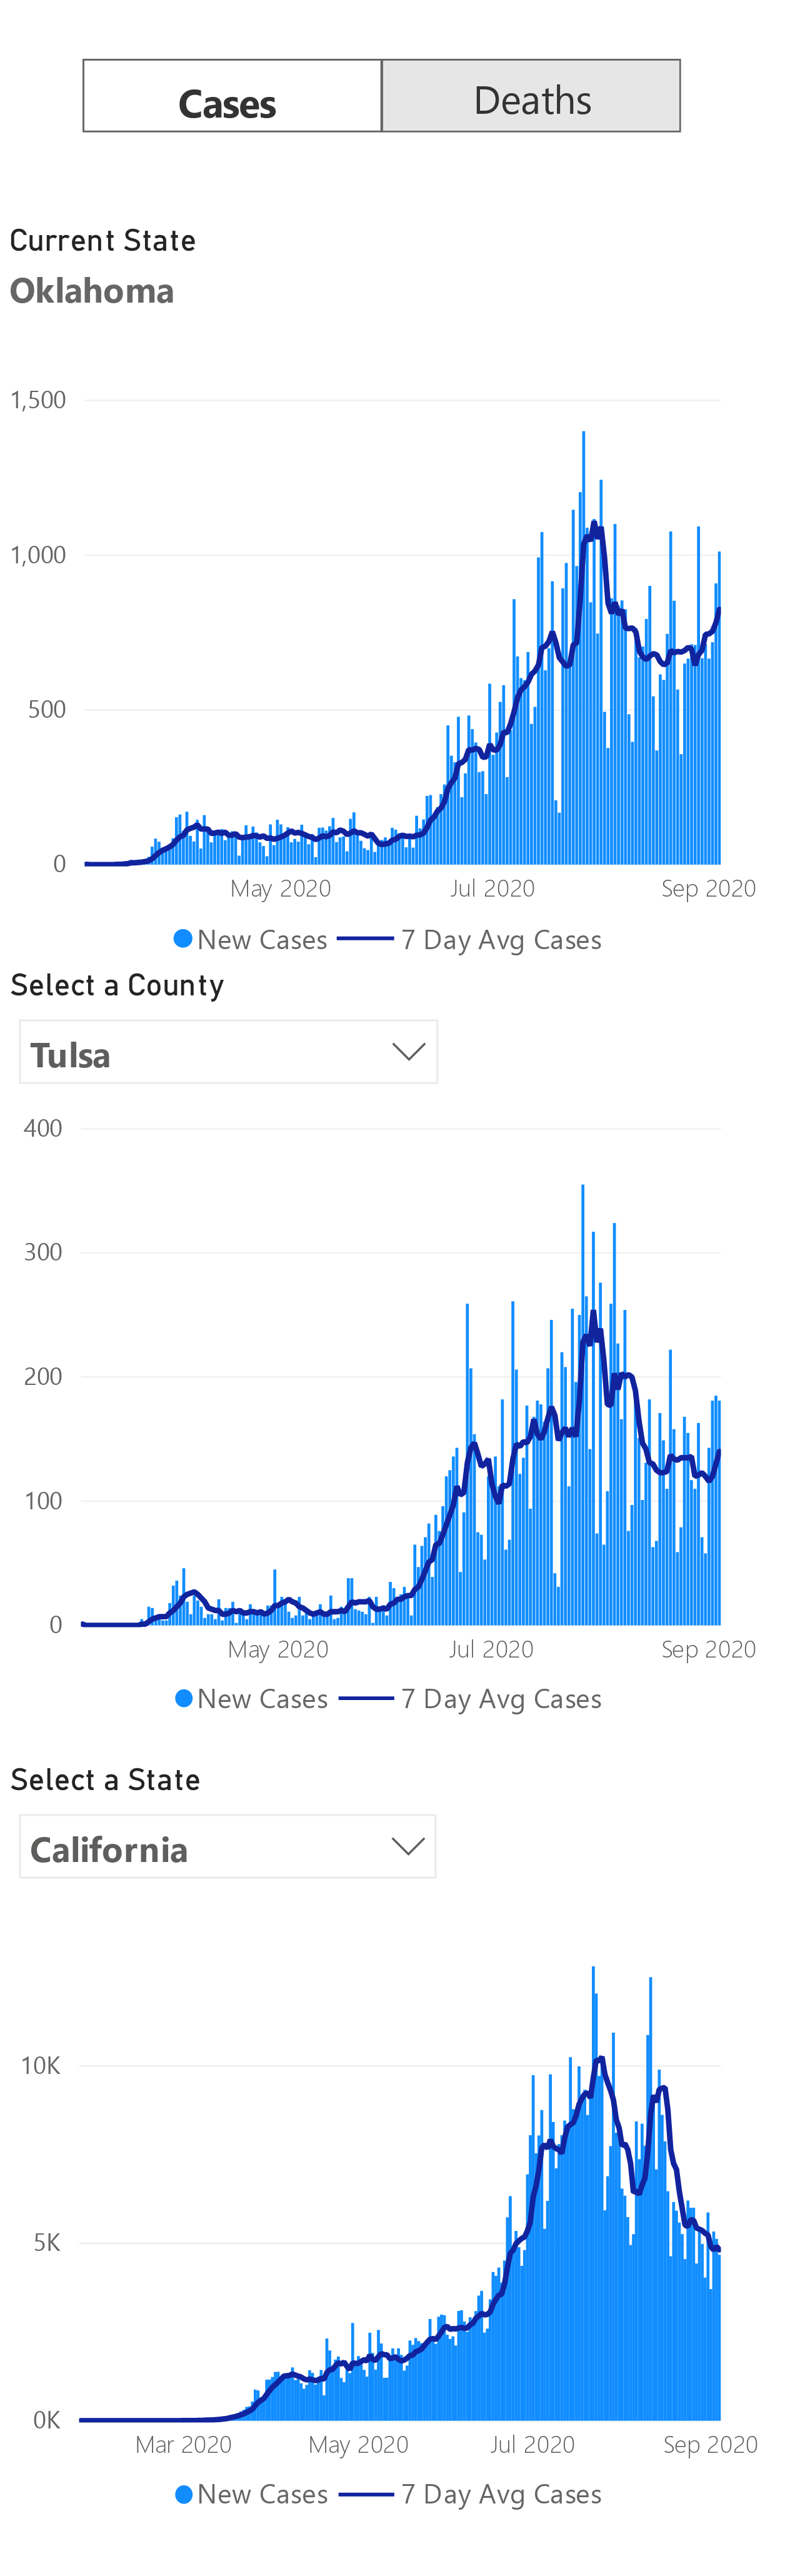 Cases Deaths
Current State
Oklahoma
1,500
1,000
500
0
May 2020 Jul 2020 Sep 2020
New Cases 7 Day Avg Cases
Select a County
Tulsa
400
300
200
100
0
May 2020 Jul 2020 Sep 2020
New Cases 7 Day Avg Cases
Select a State
California
10K
5K
0K
Mar 2020 May 2020 Jul 2020 Sep 2020
New Cases 7 Day Avg Cases